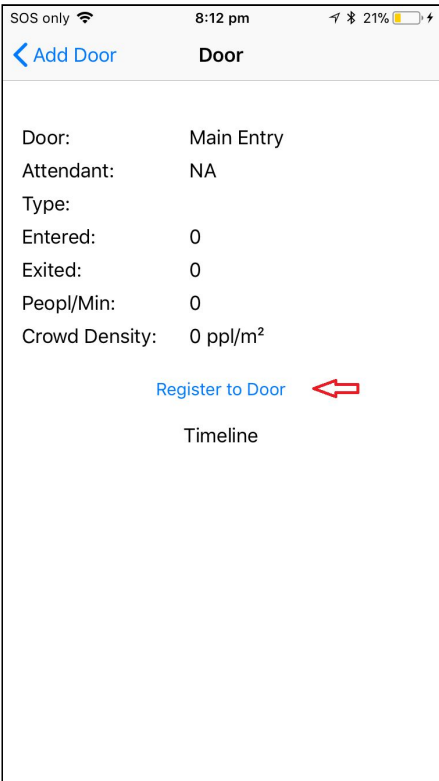 SOS only 8:12 pm 21%
Add Door Door
Door: Main Entry
Attendant: NA
Type:
Entered: 0
Exited: 0
Peopl/Min: 0
Crowd Density: 0 ppl/m²
Register to Door
Timeline